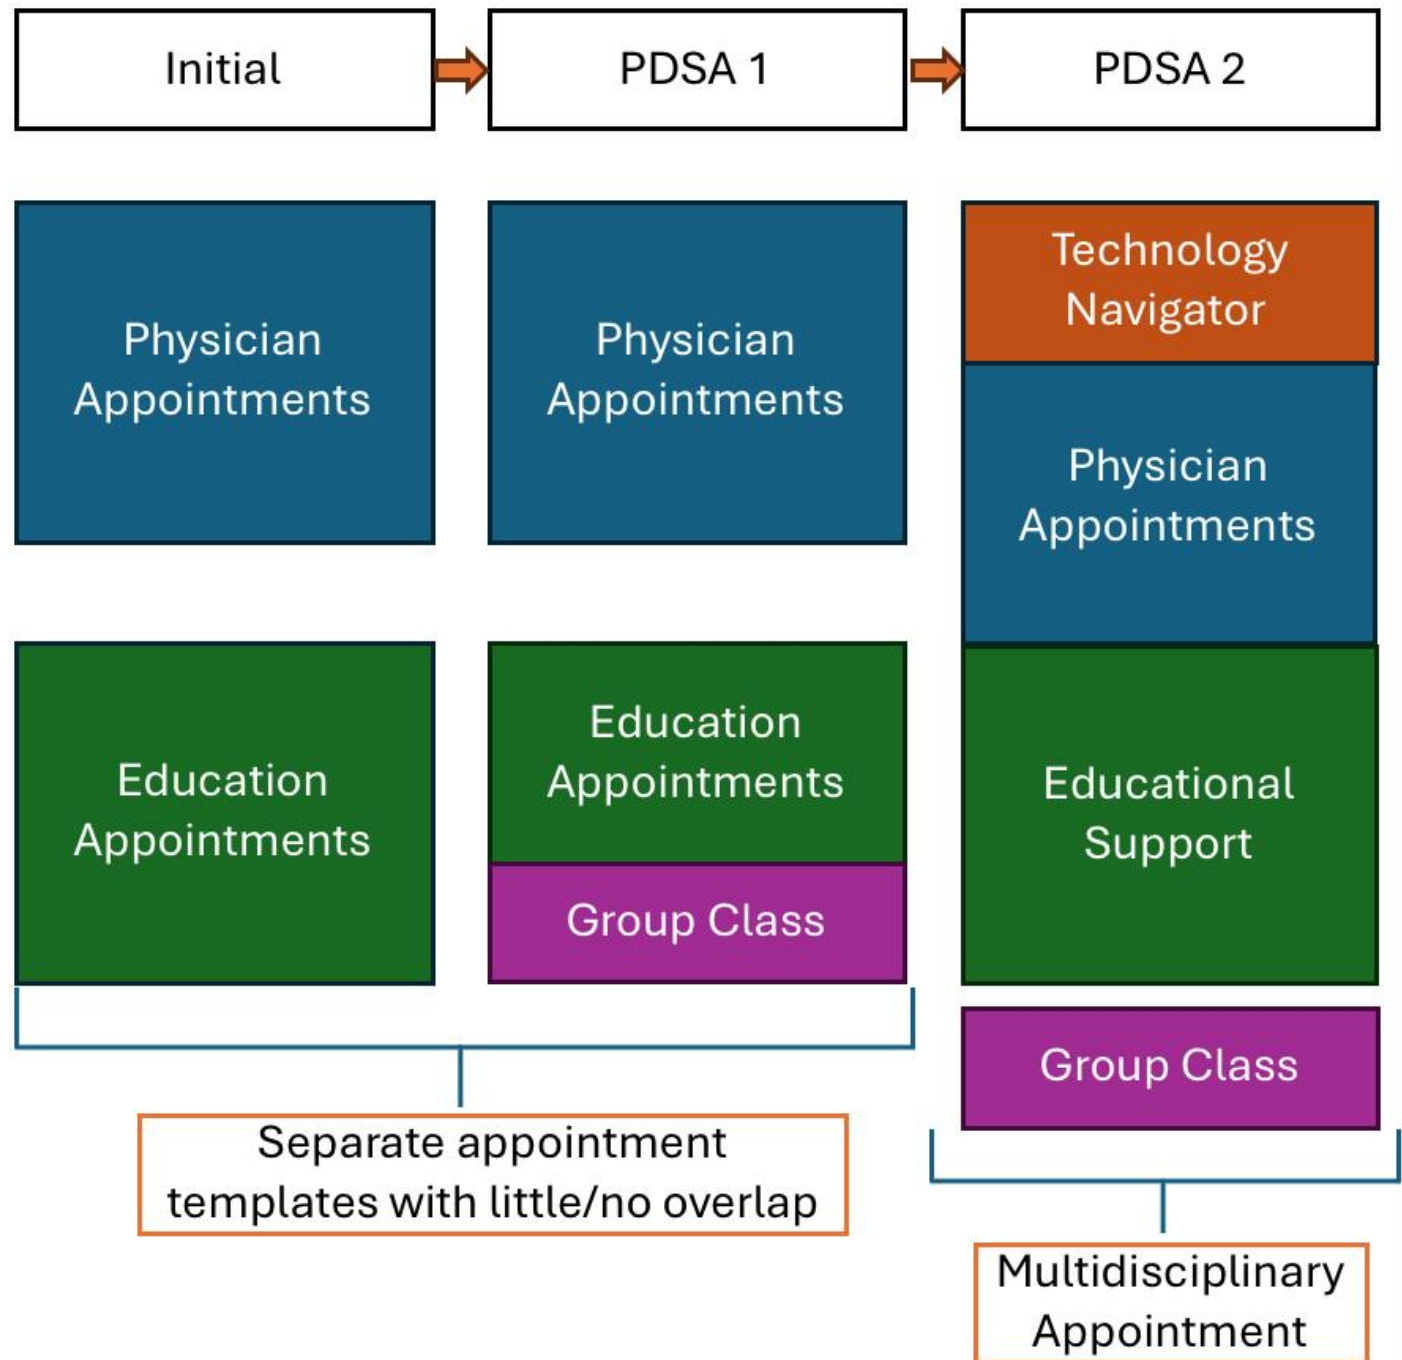 Initial
PDSA 1
PDSA 2
Physician
Appointments
Physician
Appointments
Technology
Navigator
Physician
Appointments
Education
Appointments
Education
Appointments
Group Class
Educational
Support
Group Class
Separate appointment
templates with little/no overlap
Multidisciplinary
Appointment